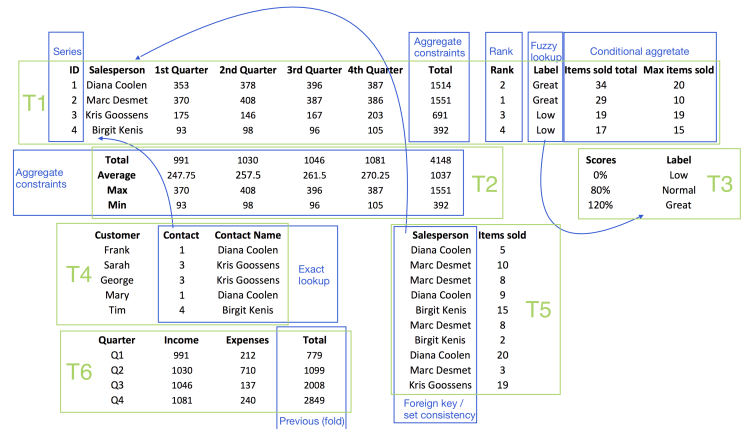 Series
Aggregate constraints
Rank
Fuzzy lookup
Conditional aggretate
T1
ID Salesperson 1st Quarter 2nd Quarter 3rd Quarter 4th Quarter Total Rank Label Items sold total Max items sold
1 Diana Coolen 353 378 396 387 1514 2 Great 34 20
2 Marc Desmet 370 408 387 386 1551 1 Great 29 10
3 Kris Goossens 175 146 167 203 691 3 Low 19 19
4 Birgit Kenis 93 98 96 105 392 4 Low 17 15
Aggregate constraints
T2
Total 991 1030 1046 1081 4148
Average 247.75 257.5 261.5 270.25 1037
Max 370 408 396 387 1551
Min 93 98 96 105 392
T3
Scores Label
0% Low
80% Normal
120% Great
T4
Customer Contact Contact Name
Frank 1 Diana Coolen
Sarah 3 Kris Goossens
George 3 Kris Goossens
Mary 1 Diana Coolen
Tim 4 Birgit Kenis
Exact lookup
T5
Salesperson Items sold
Diana Coolen 5
Marc Desmet 10
Marc Desmet 8
Diana Coolen 9
Birgit Kenis 15
Marc Desmet 8
Birgit Kenis 2
Diana Coolen 20
Marc Desmet 3
Kris Goossens 19
Foreign key /
set consistency
T6
Quarter Income Expenses Total
Q1 991 212 779
Q2 1030 710 1099
Q3 1046 137 2008
Q4 1081 240 2849
Previous (fold)